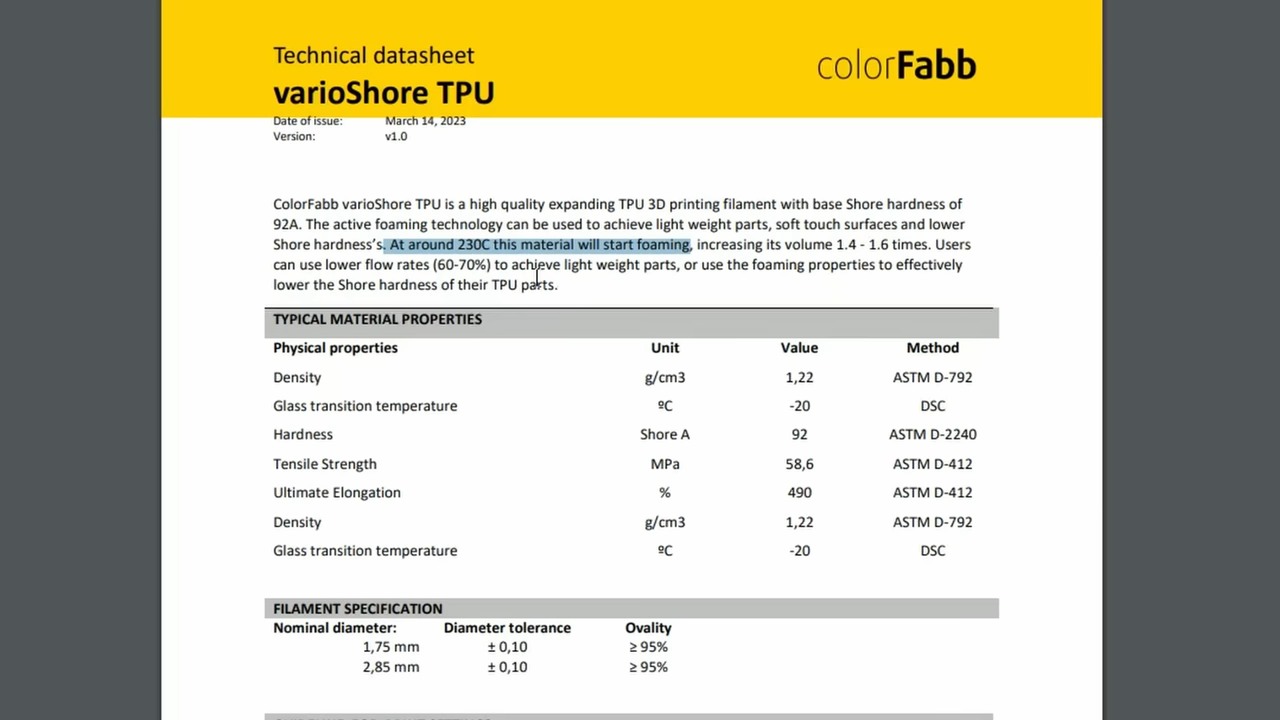 Technical datasheet
colorFabb
varioShore TPU
Date of issue: March 14, 2023
Version: v1.0
ColorFabb varioShore TPU is a high quality expanding TPU 3D printing filament with base Shore hardness of
92A. The active foaming technology can be used to achieve light weight parts, soft touch surfaces and lower
Shore hardness's. At around 230C this material will start foaming, increasing its volume 1.4 - 1.6 times. Users
can use lower flow rates (60-70%) to achieve light weight parts, or use the foaming properties to effectively
lower the Shore hardness of their TPU parts.
TYPICAL MATERIAL PROPERTIES
Physical properties Unit Value Method
Density g/cm3 1,22 ASTM D-792
Glass transition temperature ºC -20 DSC
Hardness Shore A 92 ASTM D-2240
Tensile Strength MPa 58,6 ASTM D-412
Ultimate Elongation % 490 ASTM D-412
Density g/cm3 1,22 ASTM D-792
Glass transition temperature ºC -20 DSC
FILAMENT SPECIFICATION
Nominal diameter: Diameter tolerance Ovality
1,75 mm ± 0,10 ≥ 95%
2,85 mm ± 0,10 ≥ 95%